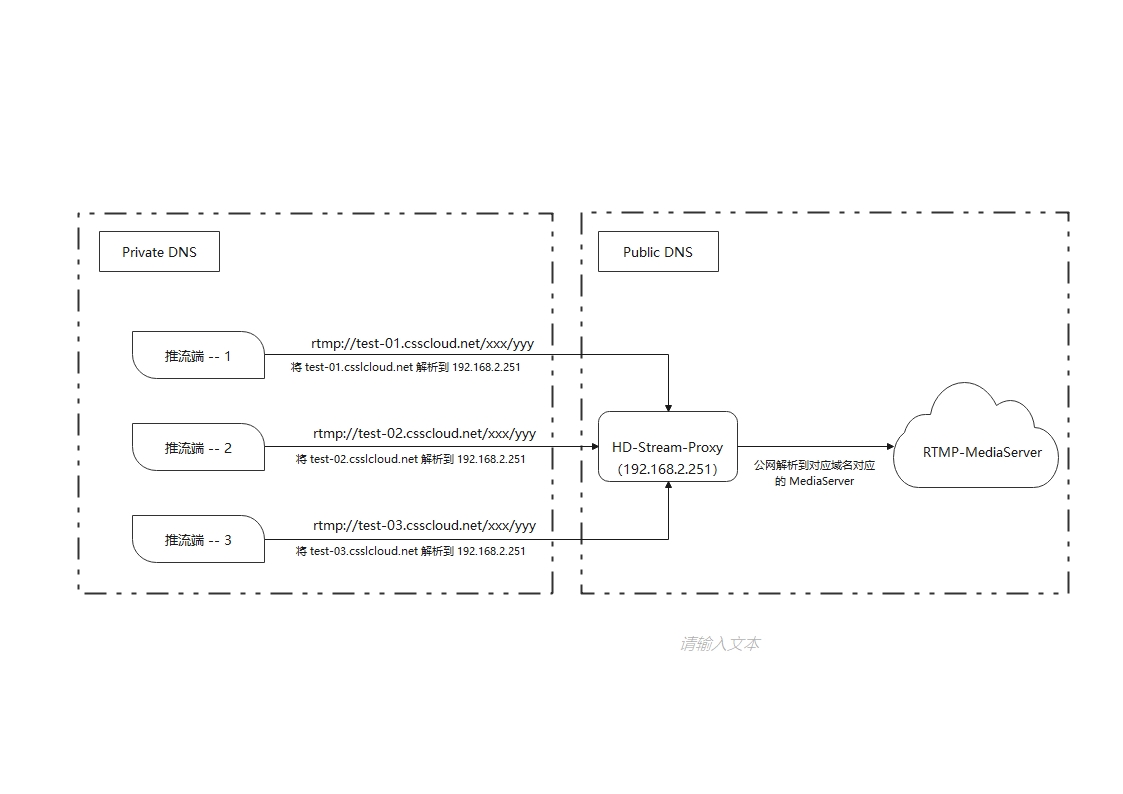 Private DNS
Public DNS
推流端 -- 1
rtmp://test-01.csscloud.net/xxx/yyy
将 test-01.csslcloud.net 解析到 192.168.2.251
推流端 -- 2
rtmp://test-02.csscloud.net/xxx/yyy
将 test-02.csslcloud.net 解析到 192.168.2.251
推流端 -- 3
rtmp://test-03.csscloud.net/xxx/yyy
将 test-03.csslcloud.net 解析到 192.168.2.251
HD-Stream-Proxy
（192.168.2.251）
公网解析到对应域名对应
的 MediaServer
RTMP-MediaServer
请输入文本